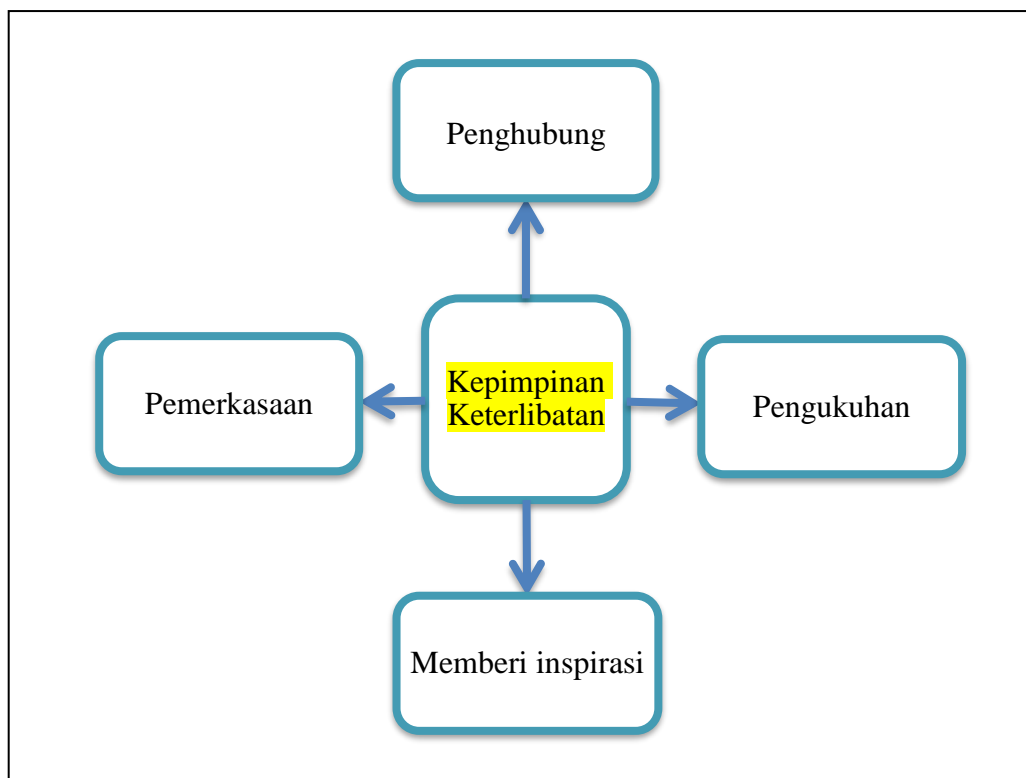 Penghubung
Pemerkasaan
Kepimpinan
Keterlibatan
Pengukuhan
Memberi inspirasi